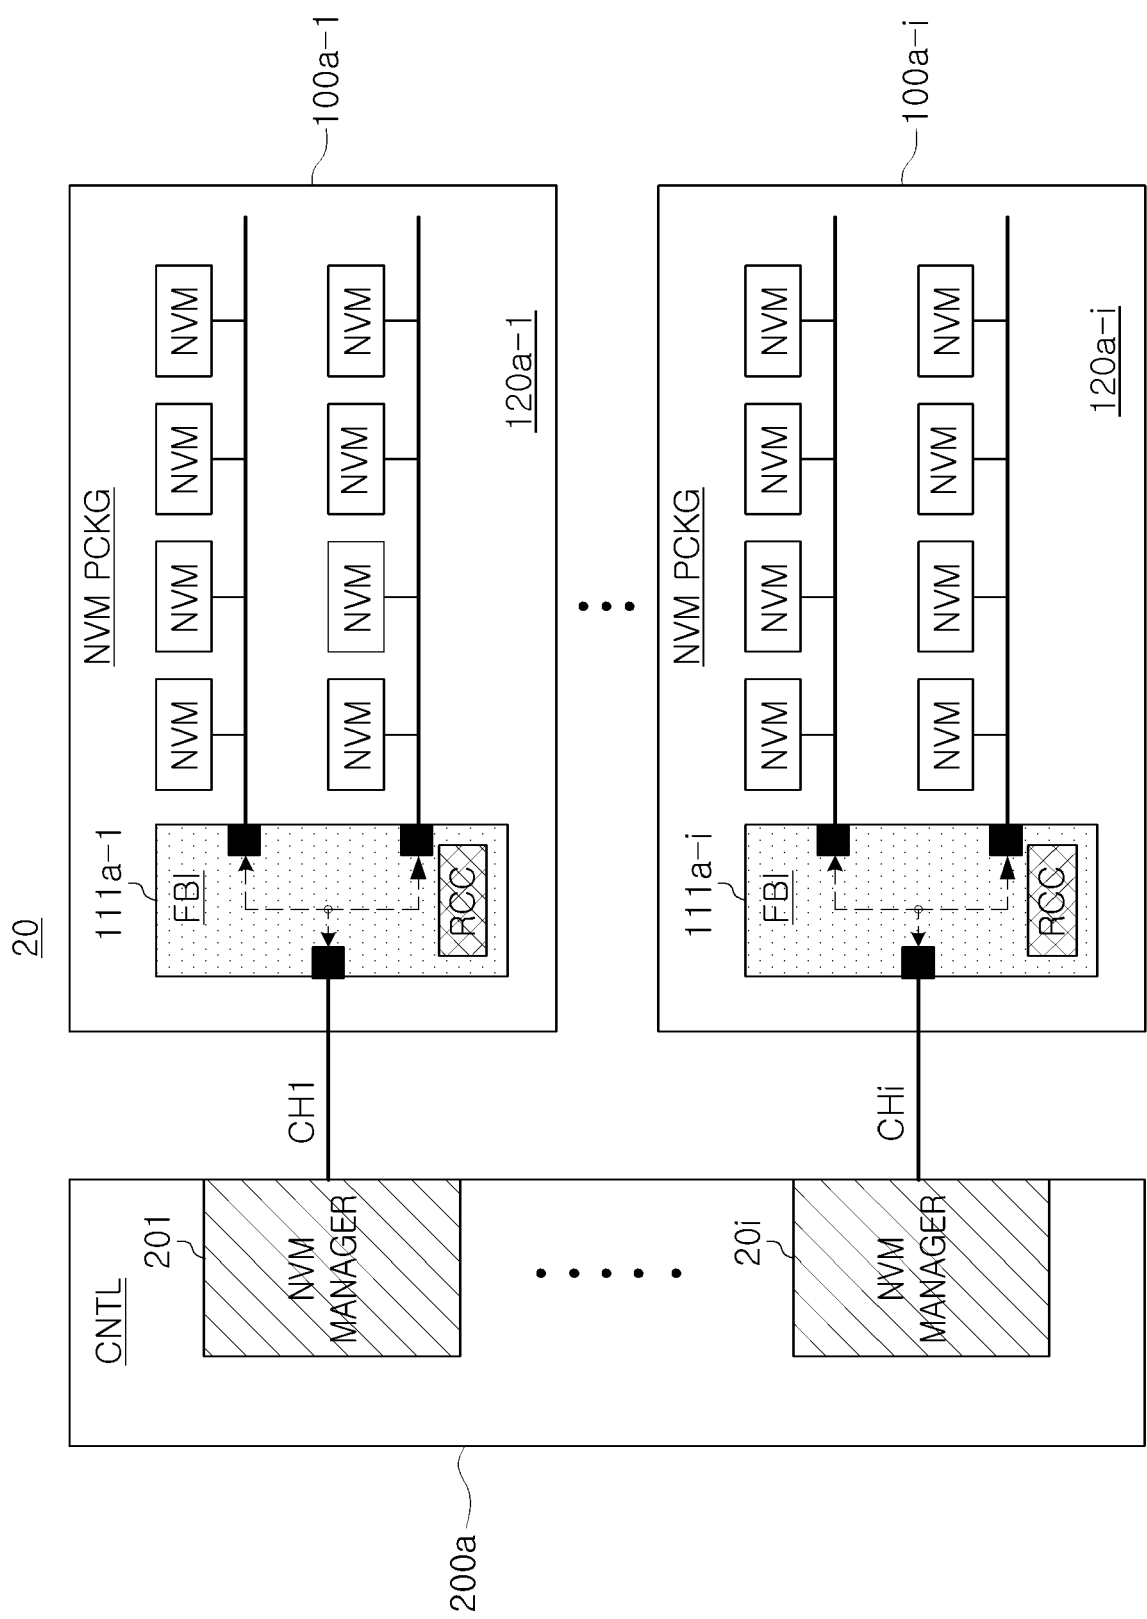 20
CNTL
201
NVM
MANAGER
20i
NVM
MANAGER
200a
CH1
CHi
NVM PCKG
100a-1
111a-1
FBI
RCC
NVM
NVM
NVM
NVM
NVM
NVM
NVM
NVM
120a-1
NVM PCKG
100a-i
111a-i
FBI
RCC
NVM
NVM
NVM
NVM
NVM
NVM
NVM
NVM
120a-i